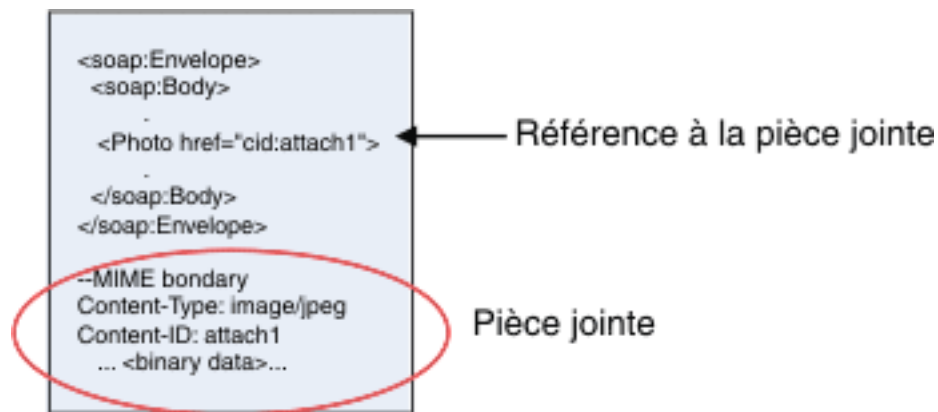 <soap:Envelope>
<soap:Body>
.
<Photo href="cid:attach1">
.
</soap:Body>
</soap:Envelope>
--MIME bondary
Content-Type: image/jpeg
Content-ID: attach1
... <binary data>...
Référence à la pièce jointe
Pièce jointe